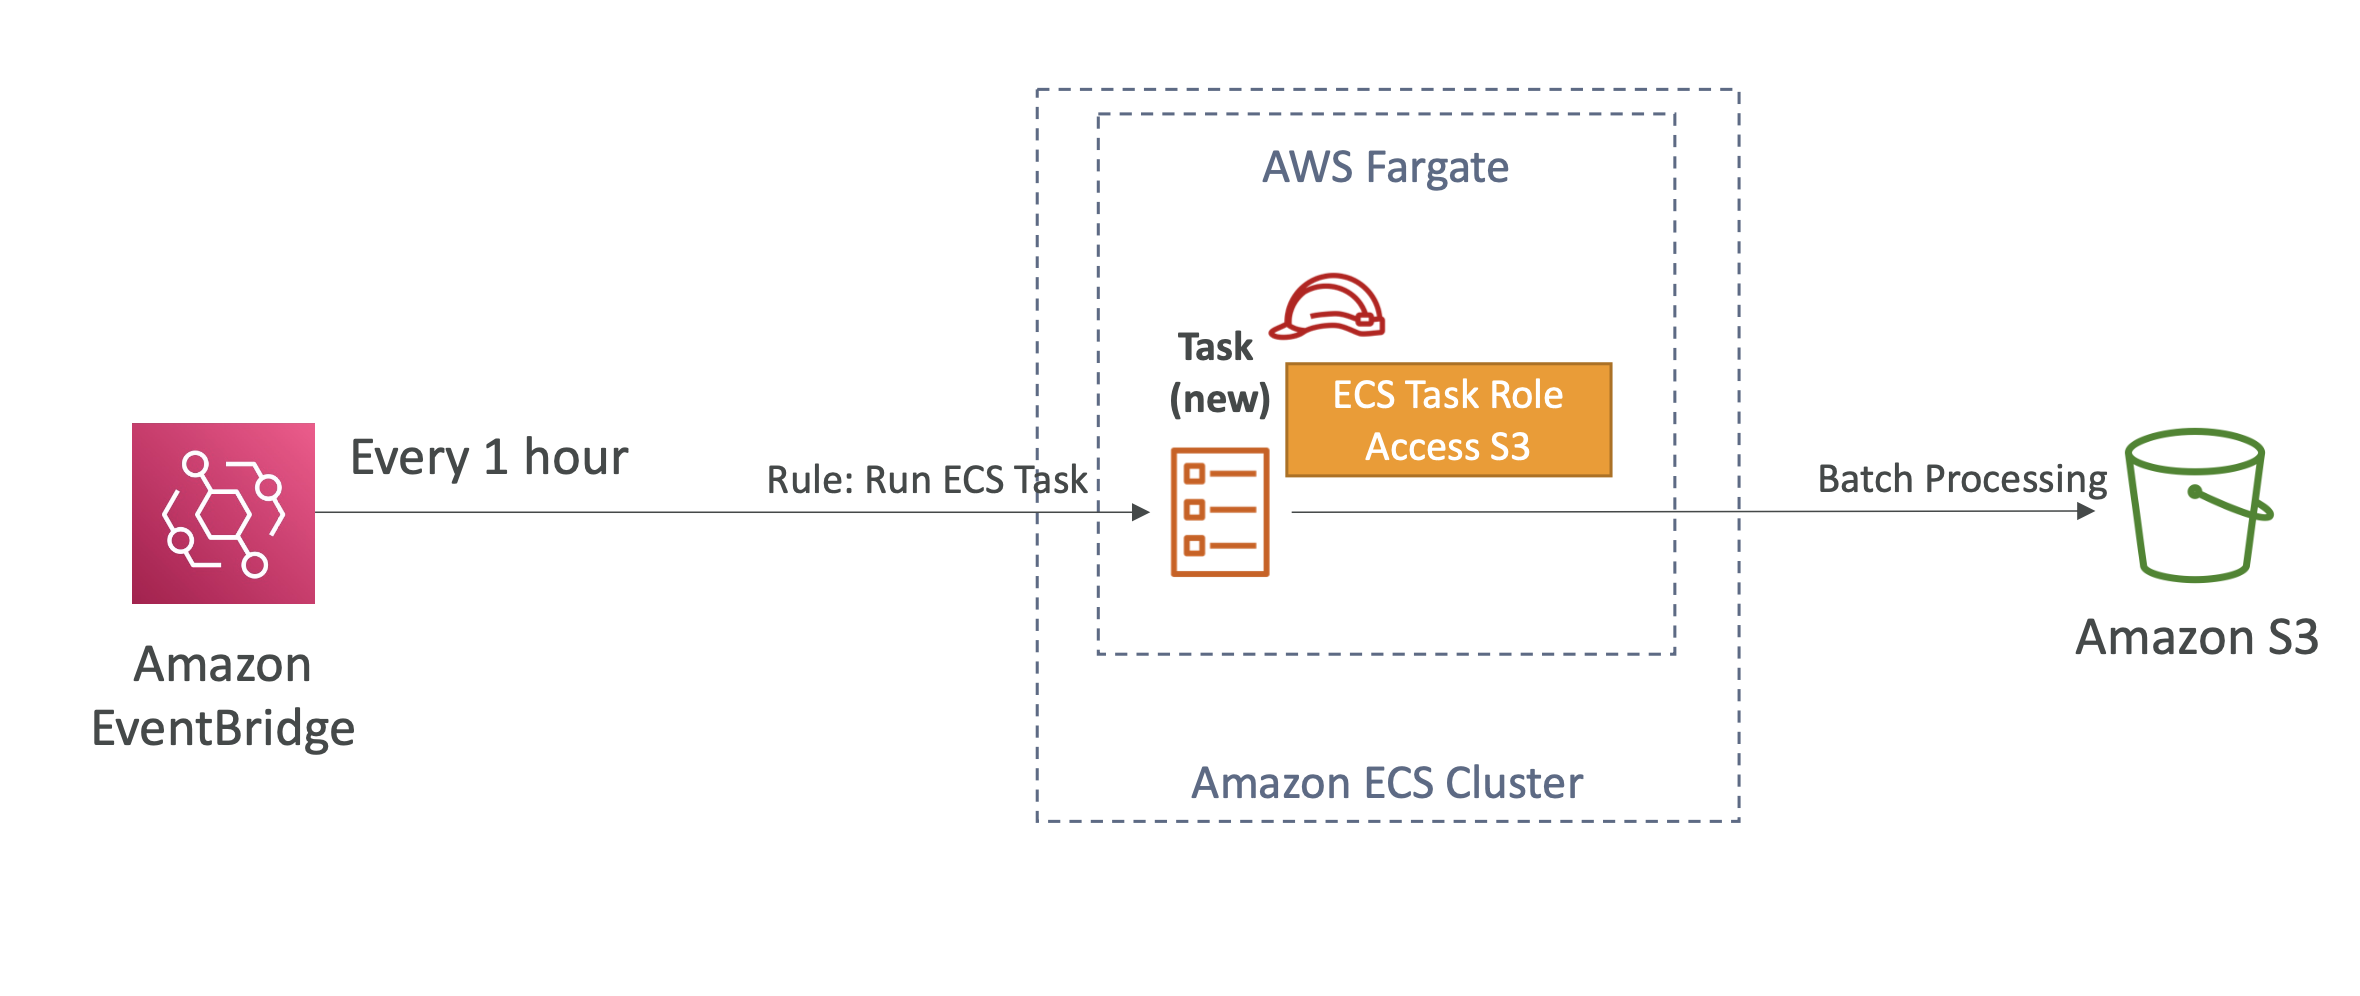 AWS Fargate
Task
(new)
ECS Task Role
Access S3
Every 1 hour
Rule: Run ECS Task
Batch Processing
Amazon
EventBridge
Amazon S3
Amazon ECS Cluster